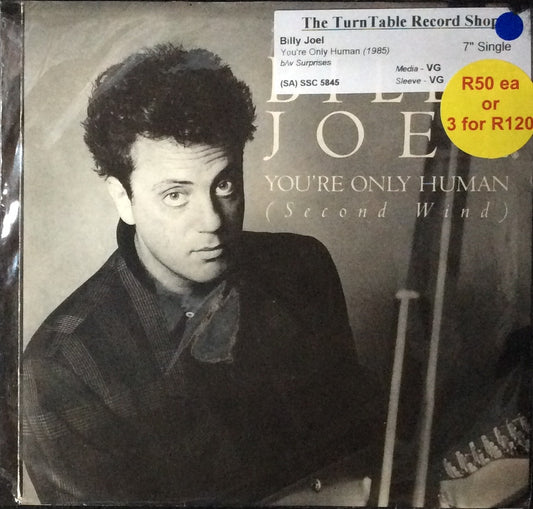 The TurnTable Record Shop
Billy Joel
You're Only Human (1985)
7" Single
b/w Surprises
Media - VG
(SA) SSC 5845
Sleeve - VG
R50 ea
or
3 for R120
JOE
YOU'RE ONLY HUMAN
(Second Wind)